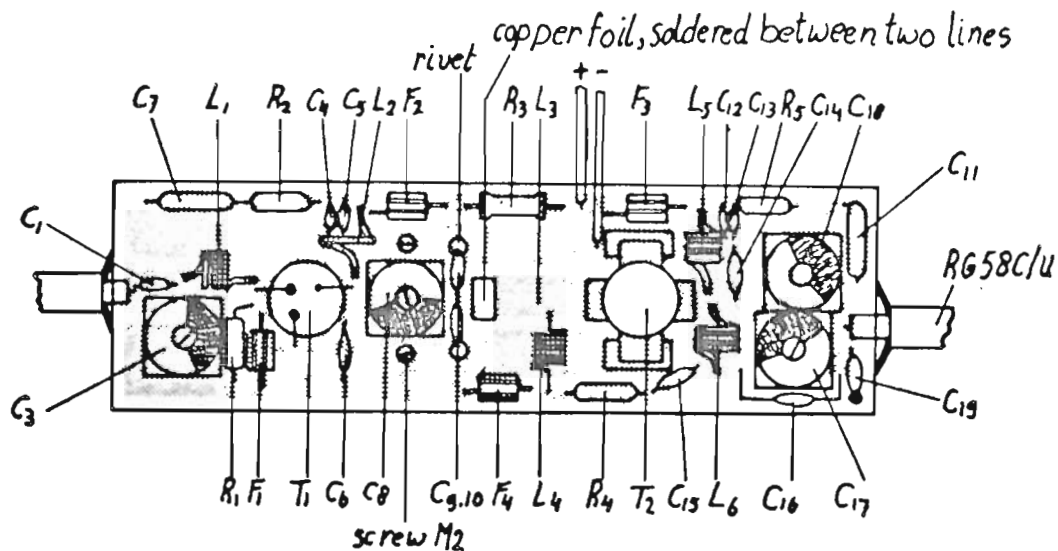 copper foil, soldered between two lines
rivet
+ -
C7 L1 R2 C4 C5 L2 F2 R3 L3 F3 L5 C12 C13 R5 C14 C18
C11
C1
RG58C/U
C3
C19
R1 F1 T1 C6 C8 C9.10 F4 L4 R4 T2 C15 L6 C16 C17
screw M2